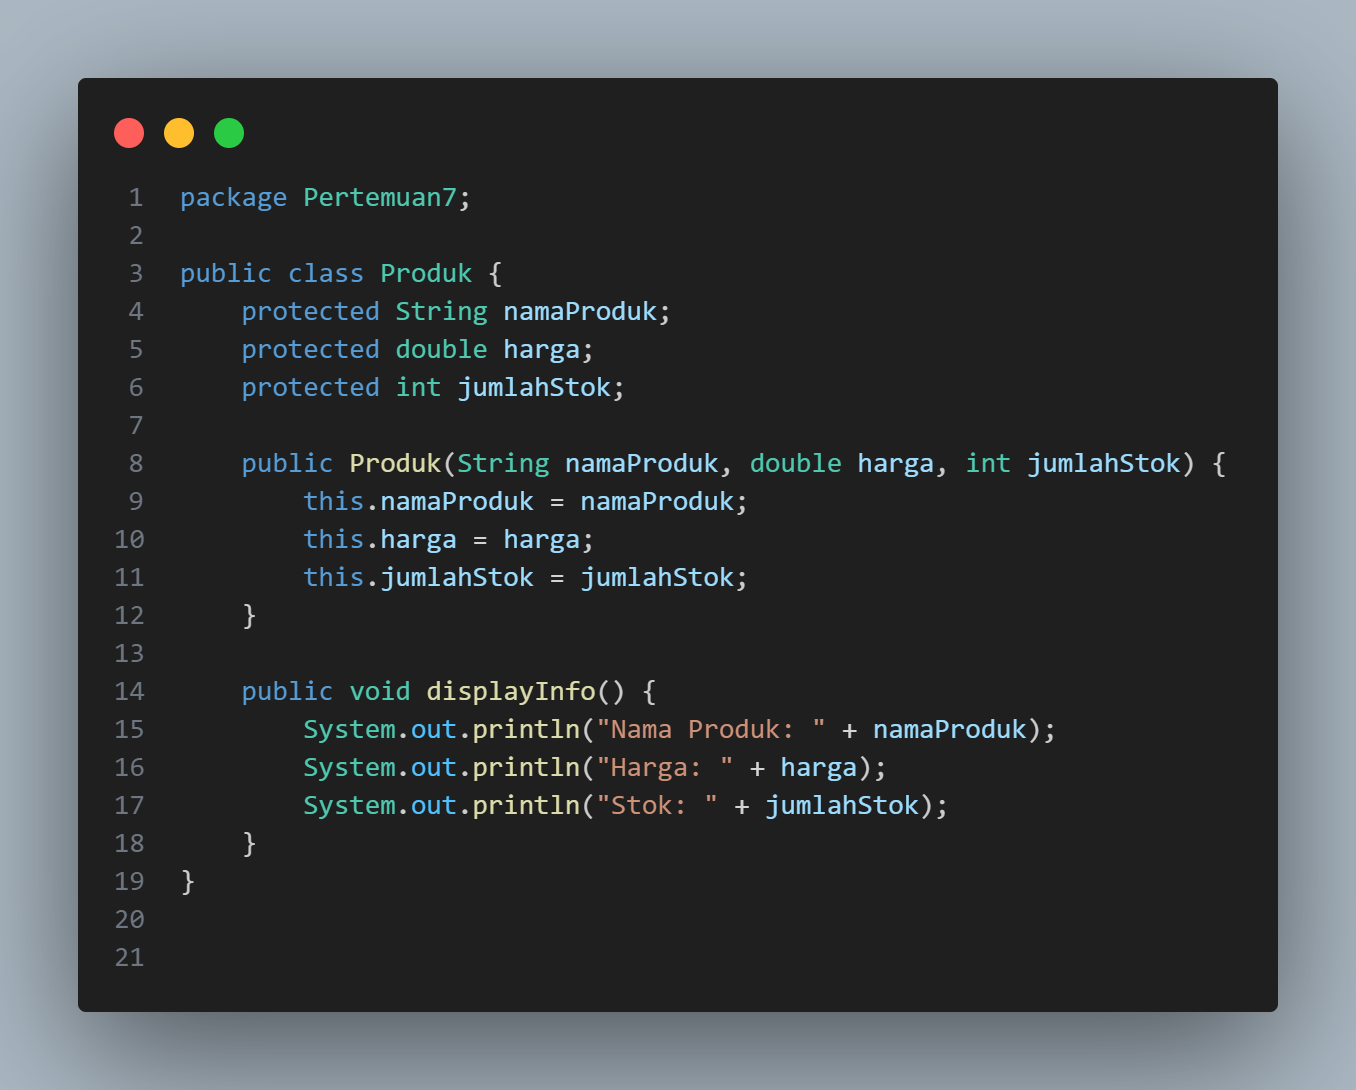 1 package Pertemuan7;
2
3 public class Produk {
4     protected String namaProduk;
5     protected double harga;
6     protected int jumlahStok;
7
8     public Produk(String namaProduk, double harga, int jumlahStok) {
9         this.namaProduk = namaProduk;
10         this.harga = harga;
11         this.jumlahStok = jumlahStok;
12     }
13
14     public void displayInfo() {
15         System.out.println("Nama Produk: " + namaProduk);
16         System.out.println("Harga: " + harga);
17         System.out.println("Stok: " + jumlahStok);
18     }
19 }
20
21